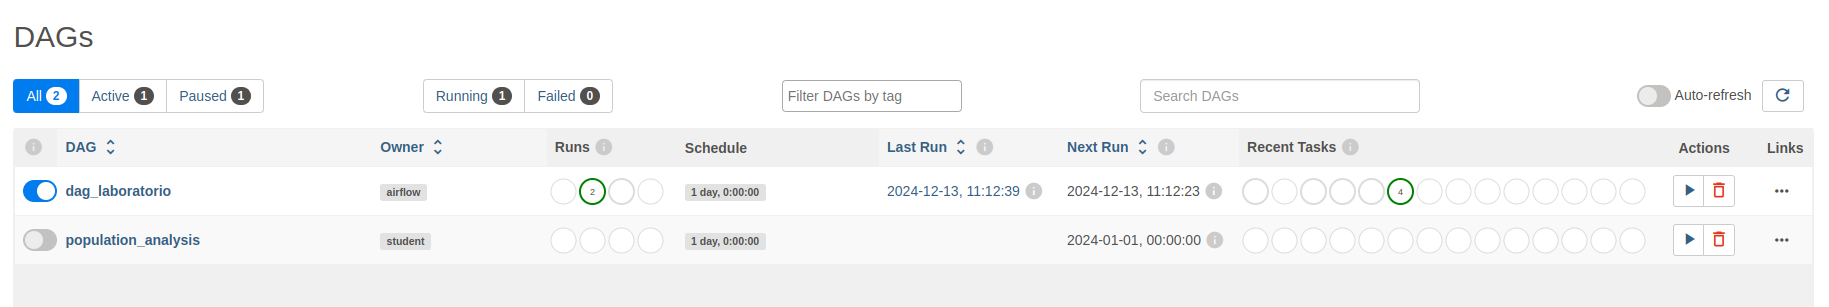 DAGs
All 2 Active 1 Paused 1 Running 1 Failed 0 Filter DAGs by tag Search DAGs Auto-refresh
i DAG Owner Runs i Schedule Last Run i Next Run i Recent Tasks i Actions Links
dag_laboratorio airflow 2 1 day, 0:00:00 2024-12-13, 11:12:39 i 2024-12-13, 11:12:23 i 4
population_analysis student 1 day, 0:00:00 2024-01-01, 00:00:00 i